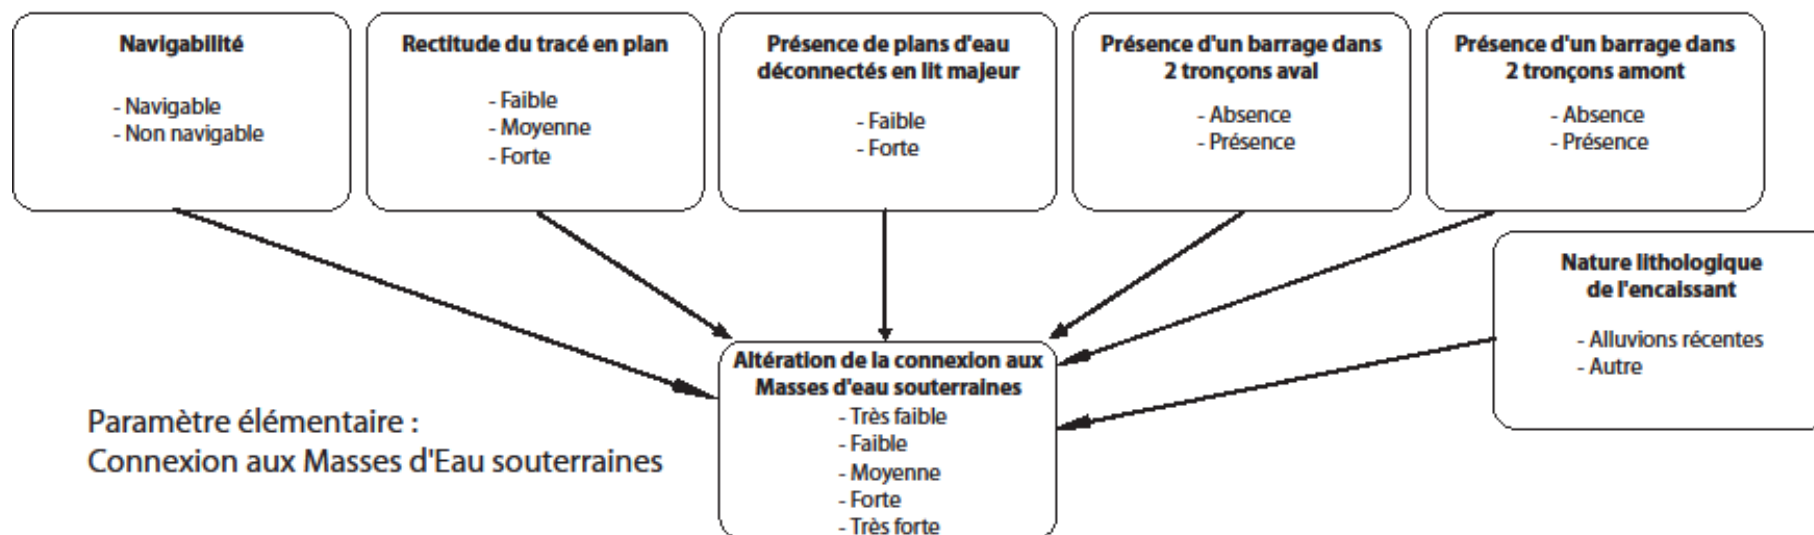 Navigabilité
- Navigable
- Non navigable
Rectitude du tracé en plan
- Faible
- Moyenne
- Forte
Présence de plans d'eau
déconnectés en lit majeur
- Faible
- Forte
Présence d'un barrage dans
2 tronçons aval
- Absence
- Présence
Présence d'un barrage dans
2 tronçons amont
- Absence
- Présence
Nature lithologique
de l'encaissant
- Alluvions récentes
- Autre
Altération de la connexion aux
Masses d'eau souterraines
- Très faible
- Faible
- Moyenne
- Forte
- Très forte
Paramètre élémentaire :
Connexion aux Masses d'Eau souterraines